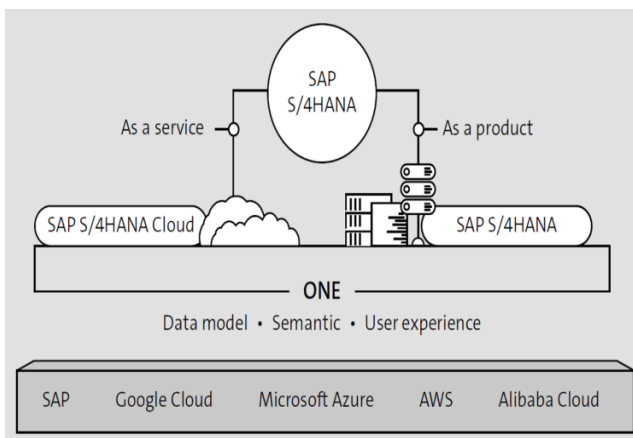 SAP
S/4HANA
As a service
As a product
SAP S/4HANA Cloud
SAP S/4HANA
ONE
Data model • Semantic • User experience
SAP Google Cloud Microsoft Azure AWS Alibaba Cloud